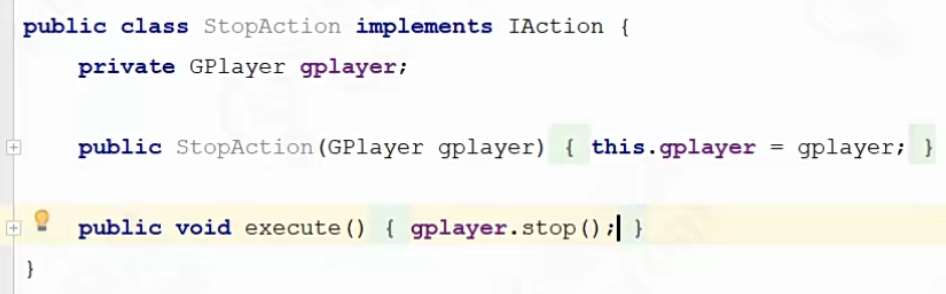 public class StopAction implements IAction {
    private GPlayer gplayer;
    public StopAction(GPlayer gplayer) { this.gplayer = gplayer; }
    public void execute() { gplayer.stop(); }
}